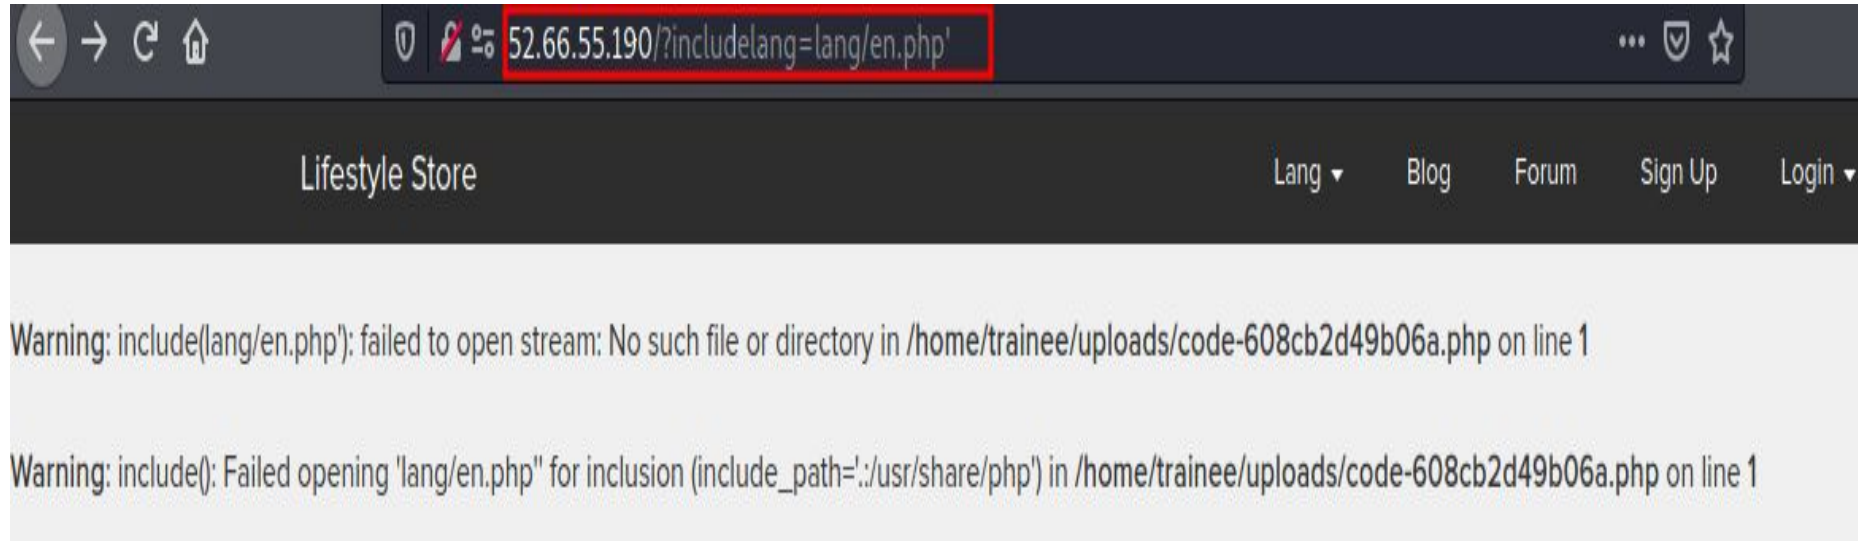 52.66.55.190/?includelang=lang/en.php'
Lifestyle Store Lang Blog Forum Sign Up Login
Warning: include(lang/en.php'): failed to open stream: No such file or directory in /home/trainee/uploads/code-608cb2d49b06a.php on line 1
Warning: include(): Failed opening 'lang/en.php'' for inclusion (include_path='.:/usr/share/php') in /home/trainee/uploads/code-608cb2d49b06a.php on line 1